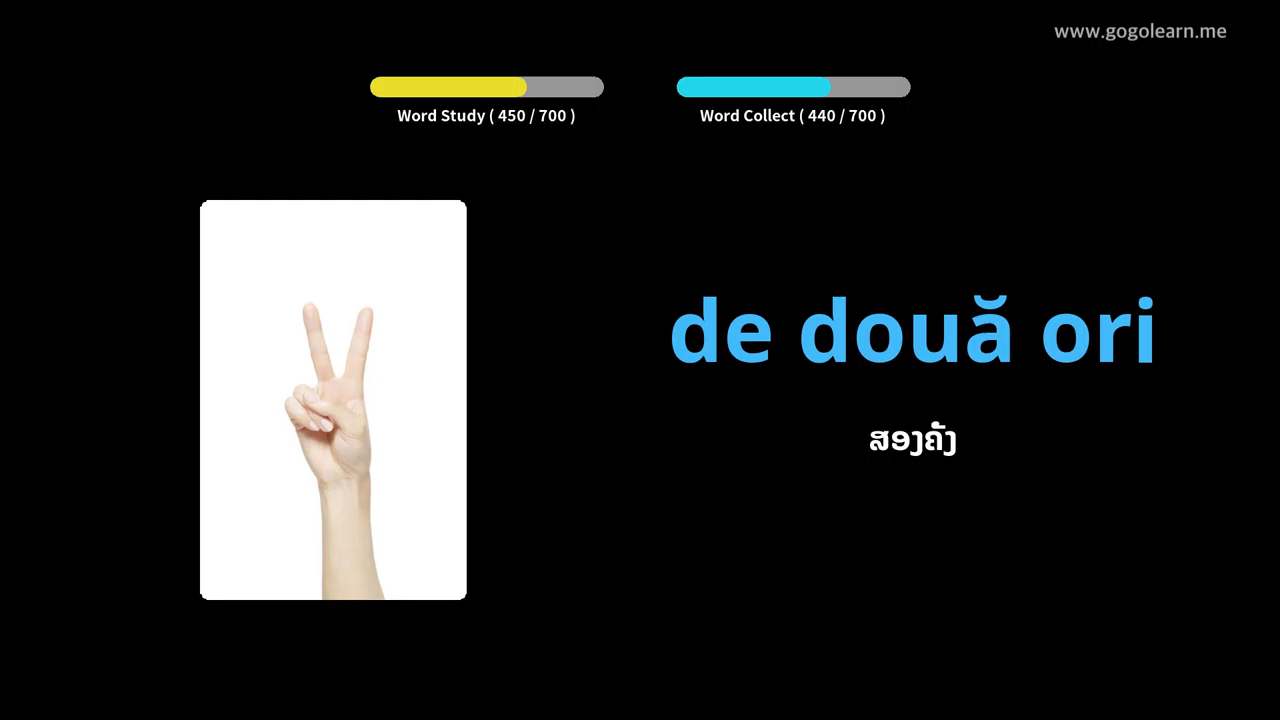 www.gogolearn.me
Word Study ( 450 / 700 )
Word Collect ( 440 / 700 )
de două ori
ສອງຄັ້ງ